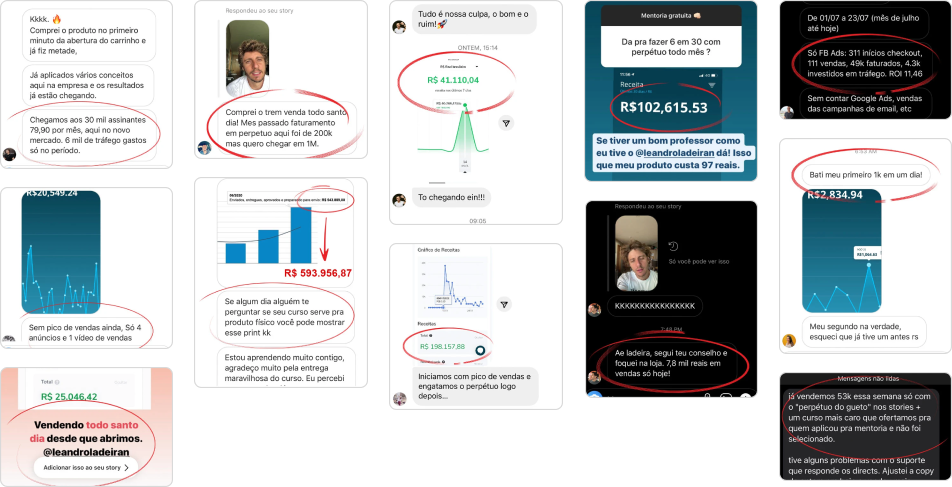 Kkkk. 🔥
Comprei o produto no primeiro
minuto da abertura do carrinho e
já fiz metade,
Já aplicados vários conceitos
aqui na empresa e os resultados
já estão chegando.
Chegamos aos 30 mil assinantes
79,90 por mês, aqui no novo
mercado. 6 mil de tráfego gastos
só no período.
R$20,549.24
Sem pico de vendas ainda, Só 4
anúncios e 1 vídeo de vendas
Total
R$ 25,046,42
Vendendo todo santo
dia desde que abrimos.
@leandroladeiran
Adicionar isso ao seu story
Respondeu ao seu story
Comprei o trem venda todo santo
dia! Mes passado faturamento
em perpetuo aqui foi de 200k
mas quero chegar em 1M.
R$ 593.956,87
Se algum dia alguém te
perguntar se seu curso serve pra
produto físico você pode mostrar
esse print kk
Estou aprendendo muito contigo,
agradeço muito pela entrega
maravilhosa do curso. Eu percebi
Tudo é nossa culpa, o bom e o
ruim!🚀
ONTEM, 15:14
R$ 41.110,04
To chegando ein!!!
09:05
Gráfico de Receitas
Receitas
Total
R$ 198.157,88
Iniciamos com pico de vendas e
engatamos o perpétuo logo
depois...
Mentoria gratuita 👊🏻
Da pra fazer 6 em 30 com
perpétuo todo mês ?
Receita
R$102,615.53
Se tiver um bom professor como
eu tive o @leandroladeiran dá! Isso
que meu produto custa 97 reais.
Respondeu ao seu story
Só você pode ver isso
KKKKKKKKKKKKKKKK
7:48 PM
Ae ladeira, segui teu conselho e
foquei na loja. 7,8 mil reais em
vendas só hoje!
De 01/07 a 23/07 (mês de julho
até hoje)
Só FB Ads: 311 inícios checkout,
111 vendas, 49k faturados, 4.3k
investidos em tráfego. ROI 11,46
Sem contar Google Ads, vendas
das campanhas de email, etc
Bati meu primeiro 1k em um dia!
R$2,834.94
Meu segundo na verdade,
esqueci que já tive um antes rs
Mensagens não lidas
já vendemos 53k essa semana só com
o "perpétuo do gueto" nos stories +
um curso mais caro que ofertamos pra
quem aplicou pra mentoria e não foi
selecionado.
tive alguns problemas com o suporte
que responde os directs. Ajustei a copy